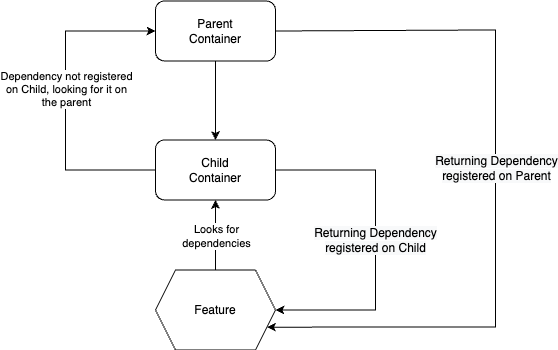 Parent
Container
Dependency not registered
on Child, looking for it on
the parent
Child
Container
Returning Dependency
registered on Parent
Looks for
dependencies
Returning Dependency
registered on Child
Feature